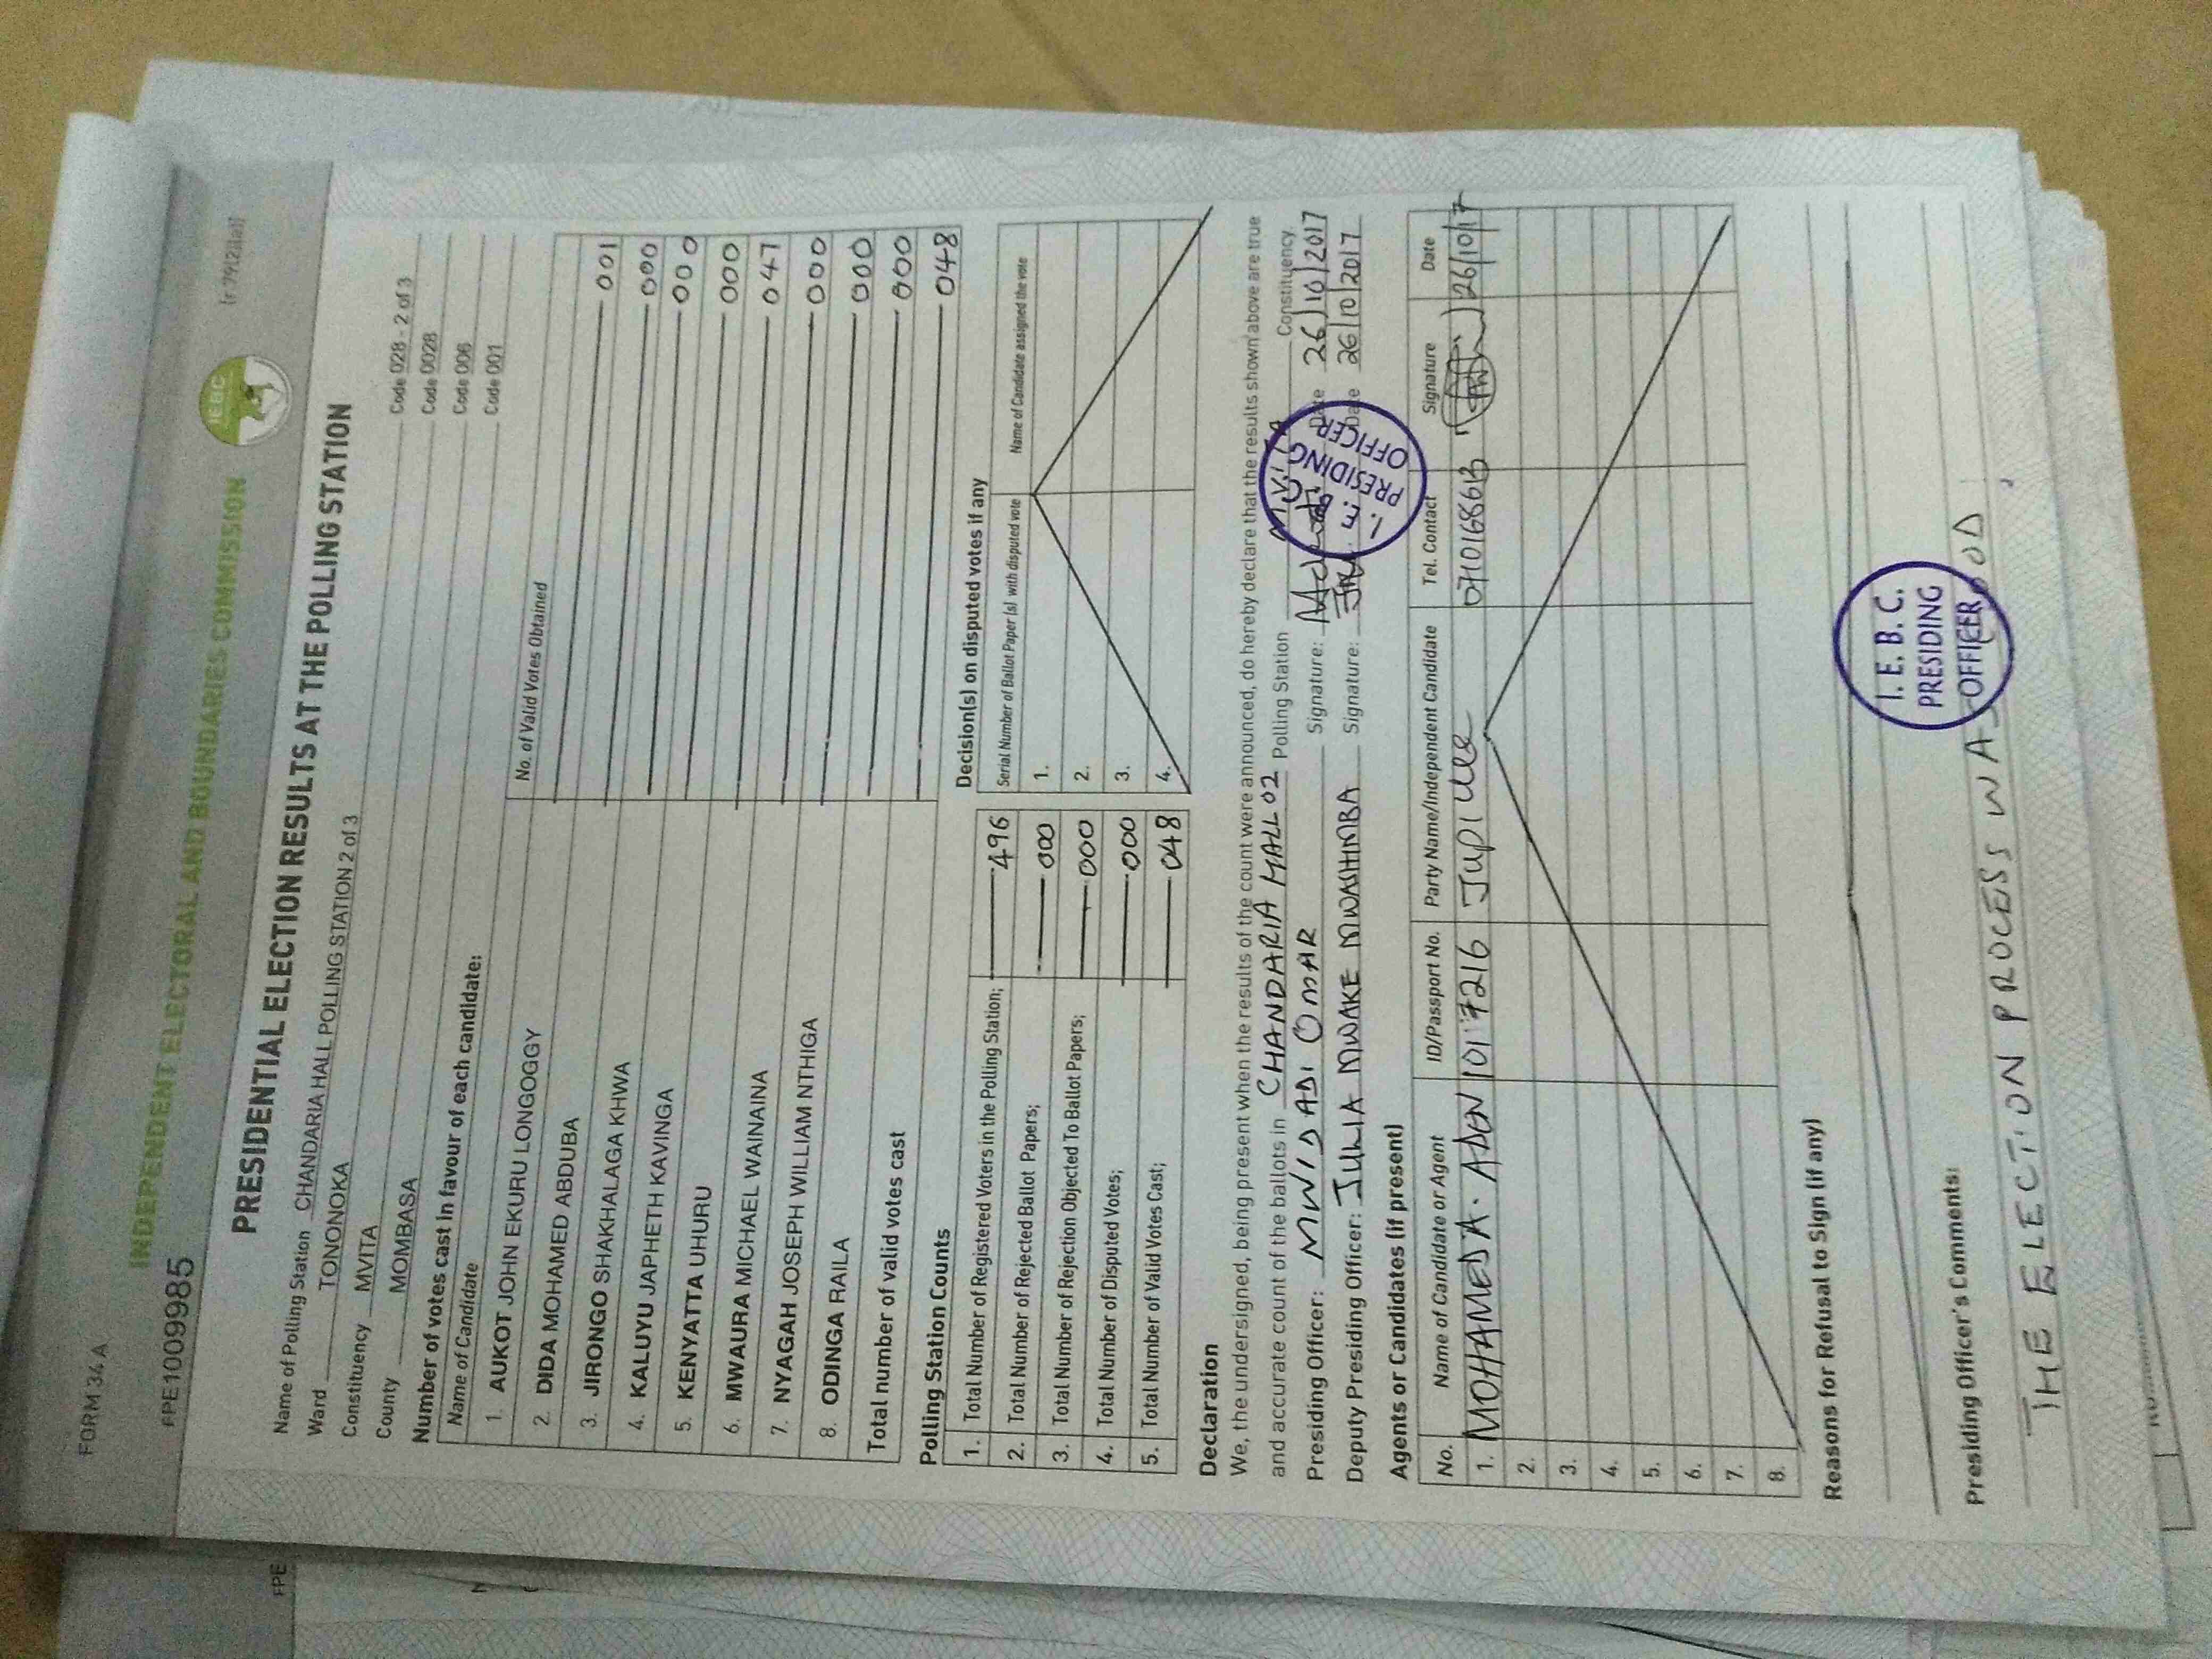 FORM 34 A
INDEPENDENT ELECTORAL AND BOUNDARIES COMMISSION
IEBC
(r 79(2)(a))
FPE1009985
PRESIDENTIAL ELECTION RESULTS AT THE POLLING STATION
Name of Polling Station CHANDARIA HALL POLLING STATION 2 of 3 Code 028 - 2 of 3
Ward TONONOKA Code 0028
Constituency MVITA Code 006
County MOMBASA Code 001
Number of votes cast in favour of each candidate:
Name of Candidate No. of Valid Votes Obtained
1. AUKOT JOHN EKURU LONGOGGY 001
2. DIDA MOHAMED ABDUBA 000
3. JIRONGO SHAKHALAGA KHWA 000
4. KALUYU JAPHETH KAVINGA 000
5. KENYATTA UHURU 047
6. MWAURA MICHAEL WAINAINA 000
7. NYAGAH JOSEPH WILLIAM NTHIGA 000
8. ODINGA RAILA 000
Total number of valid votes cast 048
Polling Station Counts
1. Total Number of Registered Voters in the Polling Station; 496
2. Total Number of Rejected Ballot Papers; 000
3. Total Number of Rejection Objected To Ballot Papers; 000
4. Total Number of Disputed Votes; 000
5. Total Number of Valid Votes Cast; 048
Decision(s) on disputed votes if any
Serial Number of Ballot Paper (s) with disputed vote Name of Candidate assigned the vote
1.
2.
3.
4.
Declaration
We, the undersigned, being present when the results of the count were announced, do hereby declare that the results shown above are true
and accurate count of the ballots in CHANDARIA HALL 02 Polling Station MVITA Constituency.
Presiding Officer: MWIDADI OMAR Signature: Date 26/10/2017
Deputy Presiding Officer: JULIA MWAKE MWASHIMBA Signature: Date 26/10/2017
I. E. B. C.
PRESIDING
OFFICER
Agents or Candidates (if present)
No. Name of Candidate or Agent ID/Passport No. Party Name/Independent Candidate Tel. Contact Signature Date
1. MOHAMED A. ADEN 10117216 JUPILEE 0710168613 26/10/17
2.
3.
4.
5.
6.
7.
8.
Reasons for Refusal to Sign (if any)
I. E. B. C.
PRESIDING
OFFICER
Presiding Officer's Comments:
THE ELECTION PROCESS WAS GOOD